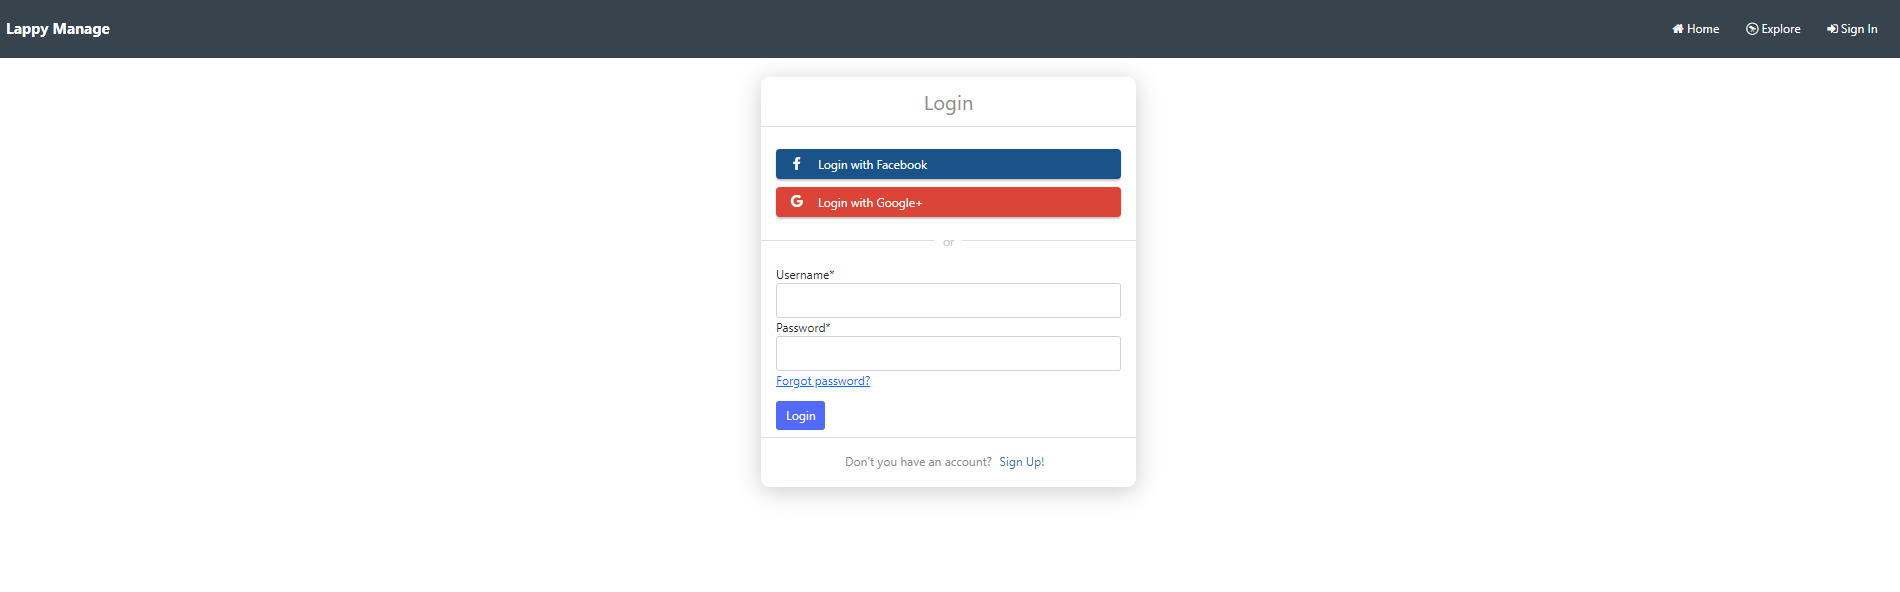 Lappy Manage
Home
Explore
Sign In
Login
Login with Facebook
Login with Google+
or
Username*
Password*
Forgot password?
Login
Don't you have an account? Sign Up!